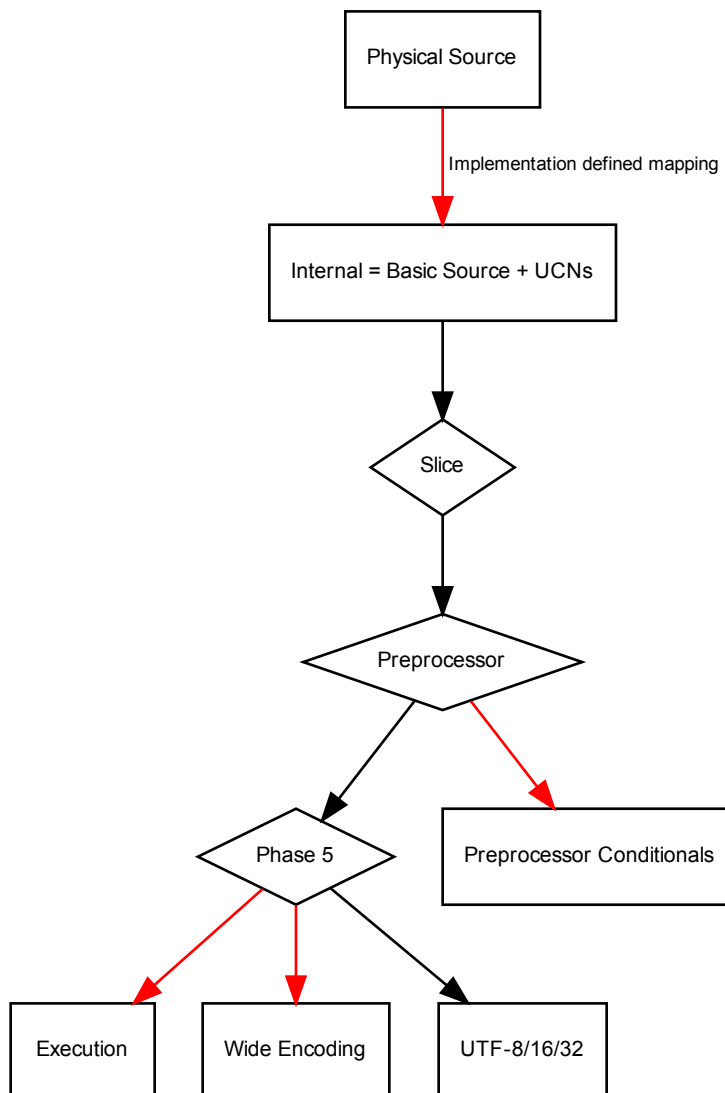 Physical Source
Implementation defined mapping
Internal = Basic Source + UCNs
Slice
Preprocessor
Phase 5
Preprocessor Conditionals
Execution
Wide Encoding
UTF-8/16/32